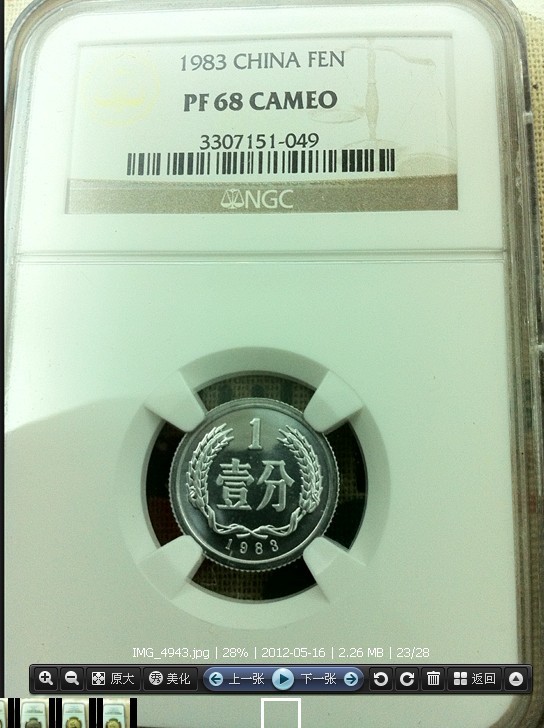 1983 CHINA FEN
PF 68 CAMEO
3307151-049
NGC
1
壹分
1983
IMG_4943.jpg | 28% | 2012-05-16 | 2.26 MB | 23/28
原大 美化 上一张 下一张 返回